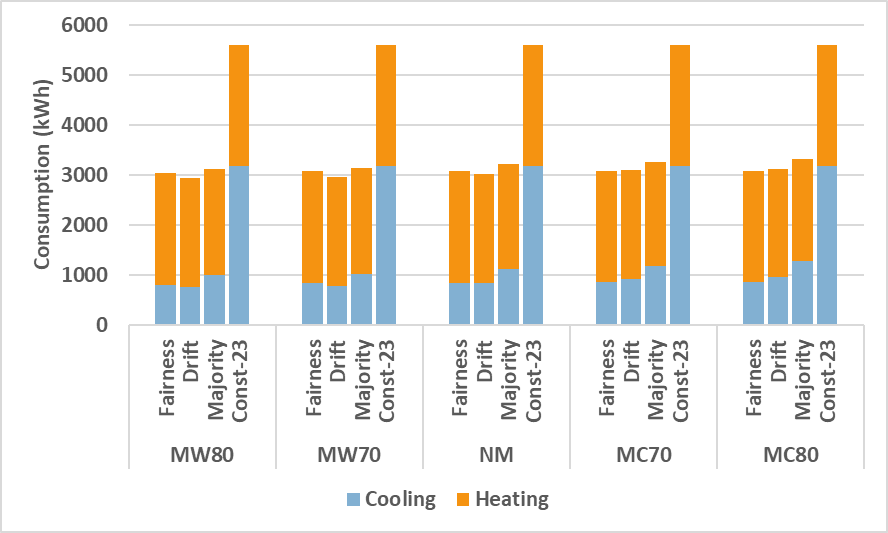 Consumption (kWh)
6000
5000
4000
3000
2000
1000
0
Fairness Drift Majority Const-23 Fairness Drift Majority Const-23 Fairness Drift Majority Const-23 Fairness Drift Majority Const-23 Fairness Drift Majority Const-23
MW80 MW70 NM MC70 MC80
Cooling Heating